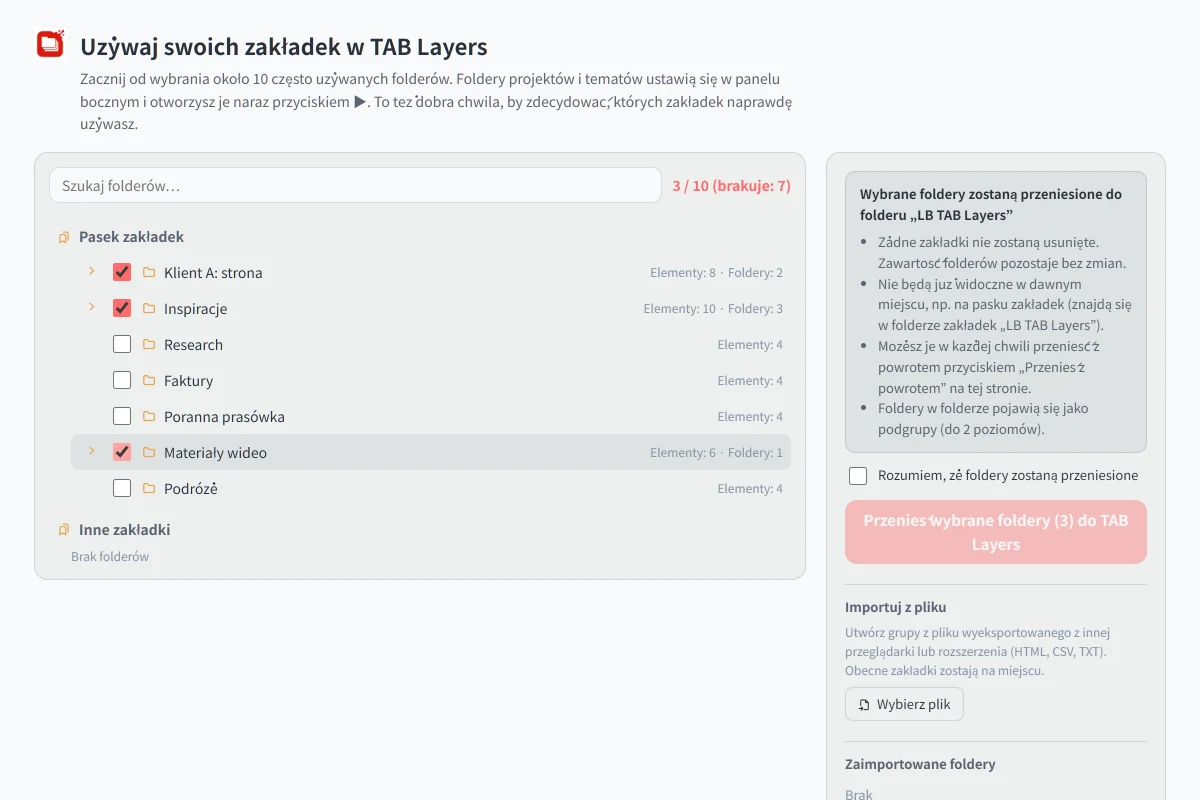 Używaj swoich zakładek w TAB Layers
Zacznij od wybrania około 10 często używanych folderów. Foldery projektów i tematów ustawią się w panelu
bocznym i otworzysz je naraz przyciskiem ▶. To też dobra chwila, by zdecydować, których zakładek naprawdę
używasz.
Szukaj folderów…
3 / 10 (brakuje: 7)
Pasek zakładek
Klient A: strona
Elementy: 8 · Foldery: 2
Inspiracje
Elementy: 10 · Foldery: 3
Research
Elementy: 4
Faktury
Elementy: 4
Poranna prasówka
Elementy: 4
Materiały wideo
Elementy: 6 · Foldery: 1
Podróże
Elementy: 4
Inne zakładki
Brak folderów
Wybrane foldery zostaną przeniesione do
folderu „LB TAB Layers”
• Żadne zakładki nie zostaną usunięte.
Zawartość folderów pozostaje bez zmian.
• Nie będą już widoczne w dawnym
miejscu, np. na pasku zakładek (znajdą się
w folderze zakładek „LB TAB Layers”).
• Możesz je w każdej chwili przenieść z
powrotem przyciskiem „Przenieś z
powrotem” na tej stronie.
• Foldery w folderze pojawią się jako
podgrupy (do 2 poziomów).
Rozumiem, że foldery zostaną przeniesione
Przenieś wybrane foldery (3) do TAB
Layers
Importuj z pliku
Utwórz grupy z pliku wyeksportowanego z innej
przeglądarki lub rozszerzenia (HTML, CSV, TXT).
Obecne zakładki zostają na miejscu.
Wybierz plik
Zaimportowane foldery
Brak